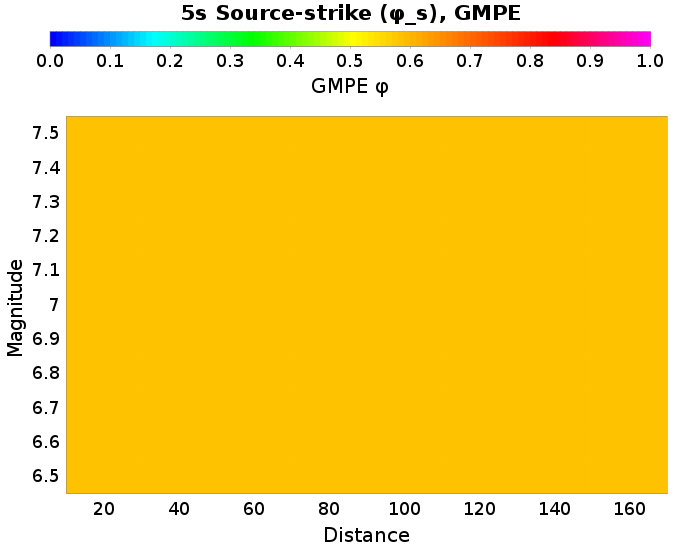 5s Source-strike (φ_s), GMPE
0.0 0.1 0.2 0.3 0.4 0.5 0.6 0.7 0.8 0.9 1.0
GMPE φ
7.5
7.4
7.3
7.2
7.1
7
6.9
6.8
6.7
6.6
6.5
Magnitude
20 40 60 80 100 120 140 160
Distance